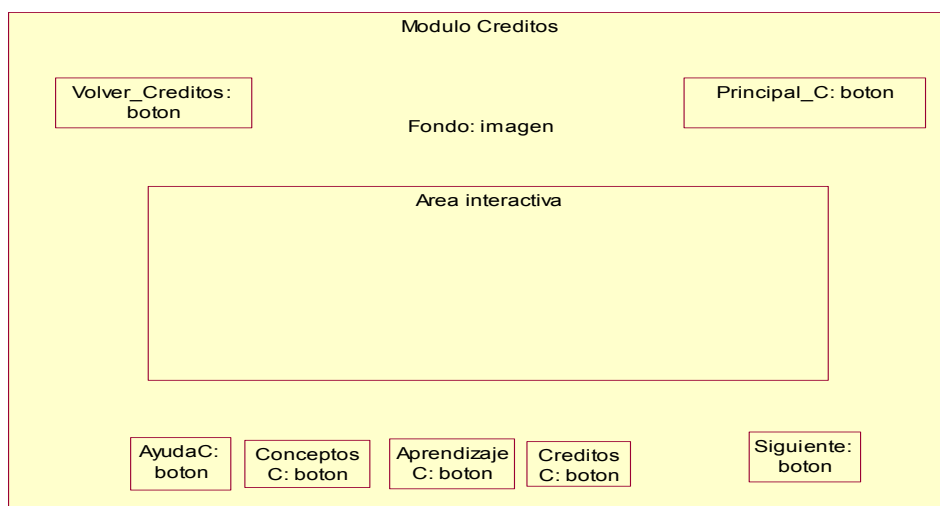 Modulo Creditos
Volver_Creditos:
boton
Principal_C: boton
Fondo: imagen
Area interactiva
AyudaC:
boton
Conceptos
C: boton
Aprendizaje
C: boton
Creditos
C: boton
Siguiente:
boton